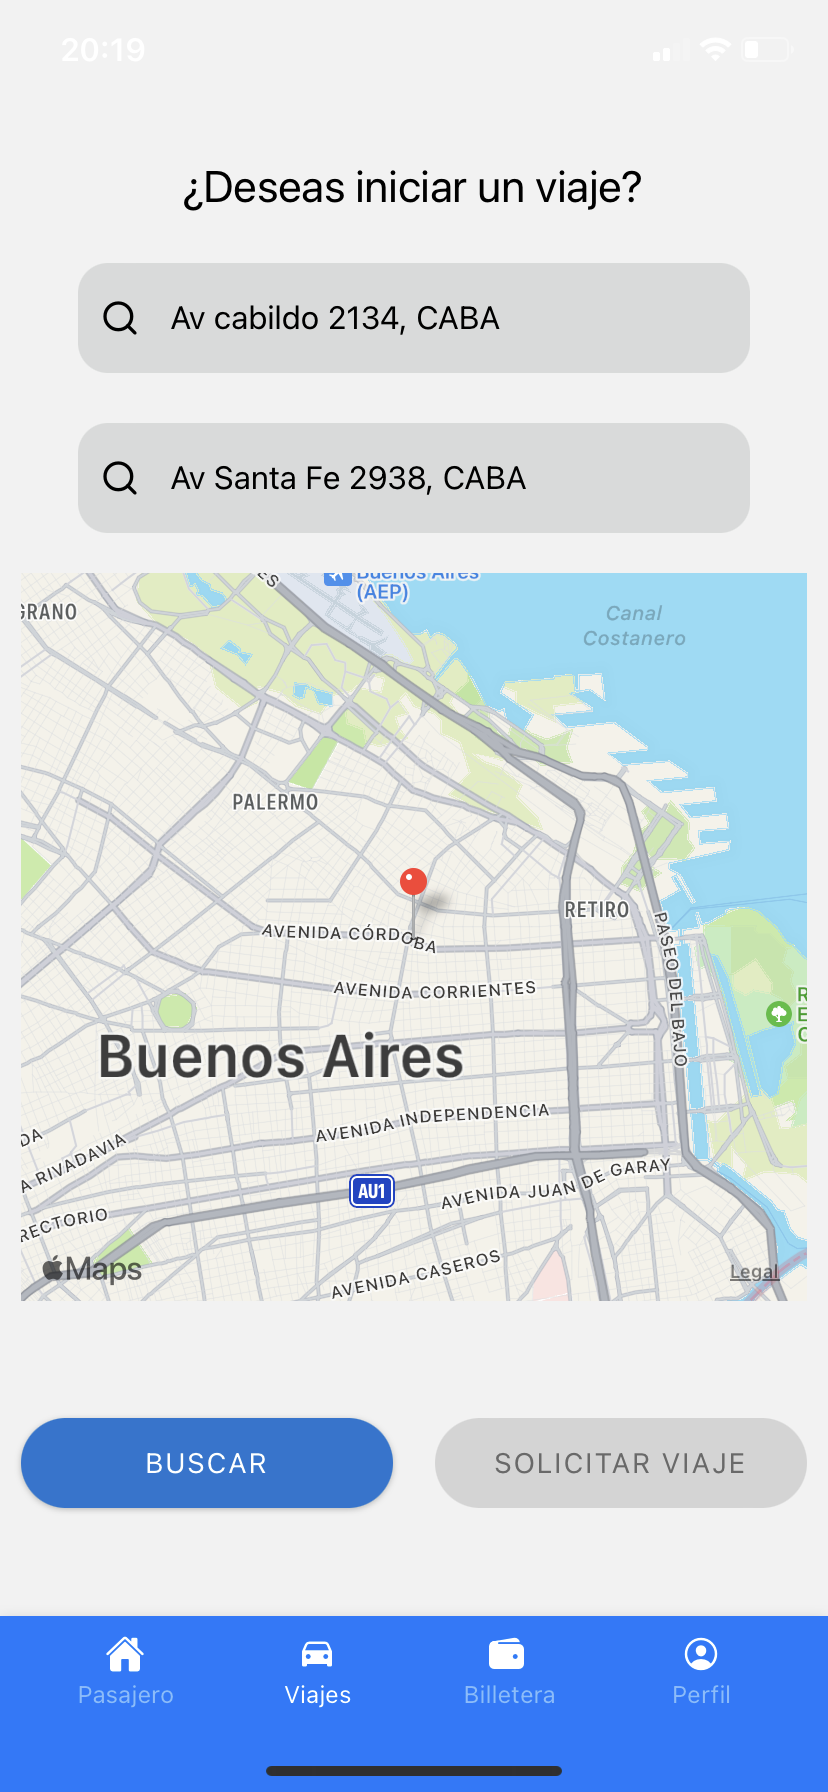 20:19
¿Deseas iniciar un viaje?
Av cabildo 2134, CABA
Av Santa Fe 2938, CABA
Buenos Aires
(AEP)
Canal
Costanero
GRANO
PALERMO
RETIRO
AVENIDA CÓRDOBA
PASEO DEL BAJO
AVENIDA CORRIENTES
Buenos Aires
AVENIDA INDEPENDENCIA
A RIVADAVIA
AU1
AVENIDA JUAN DE GARAY
RECTORIO
AVENIDA CASEROS
Maps
Legal
BUSCAR
SOLICITAR VIAJE
Pasajero
Viajes
Billetera
Perfil